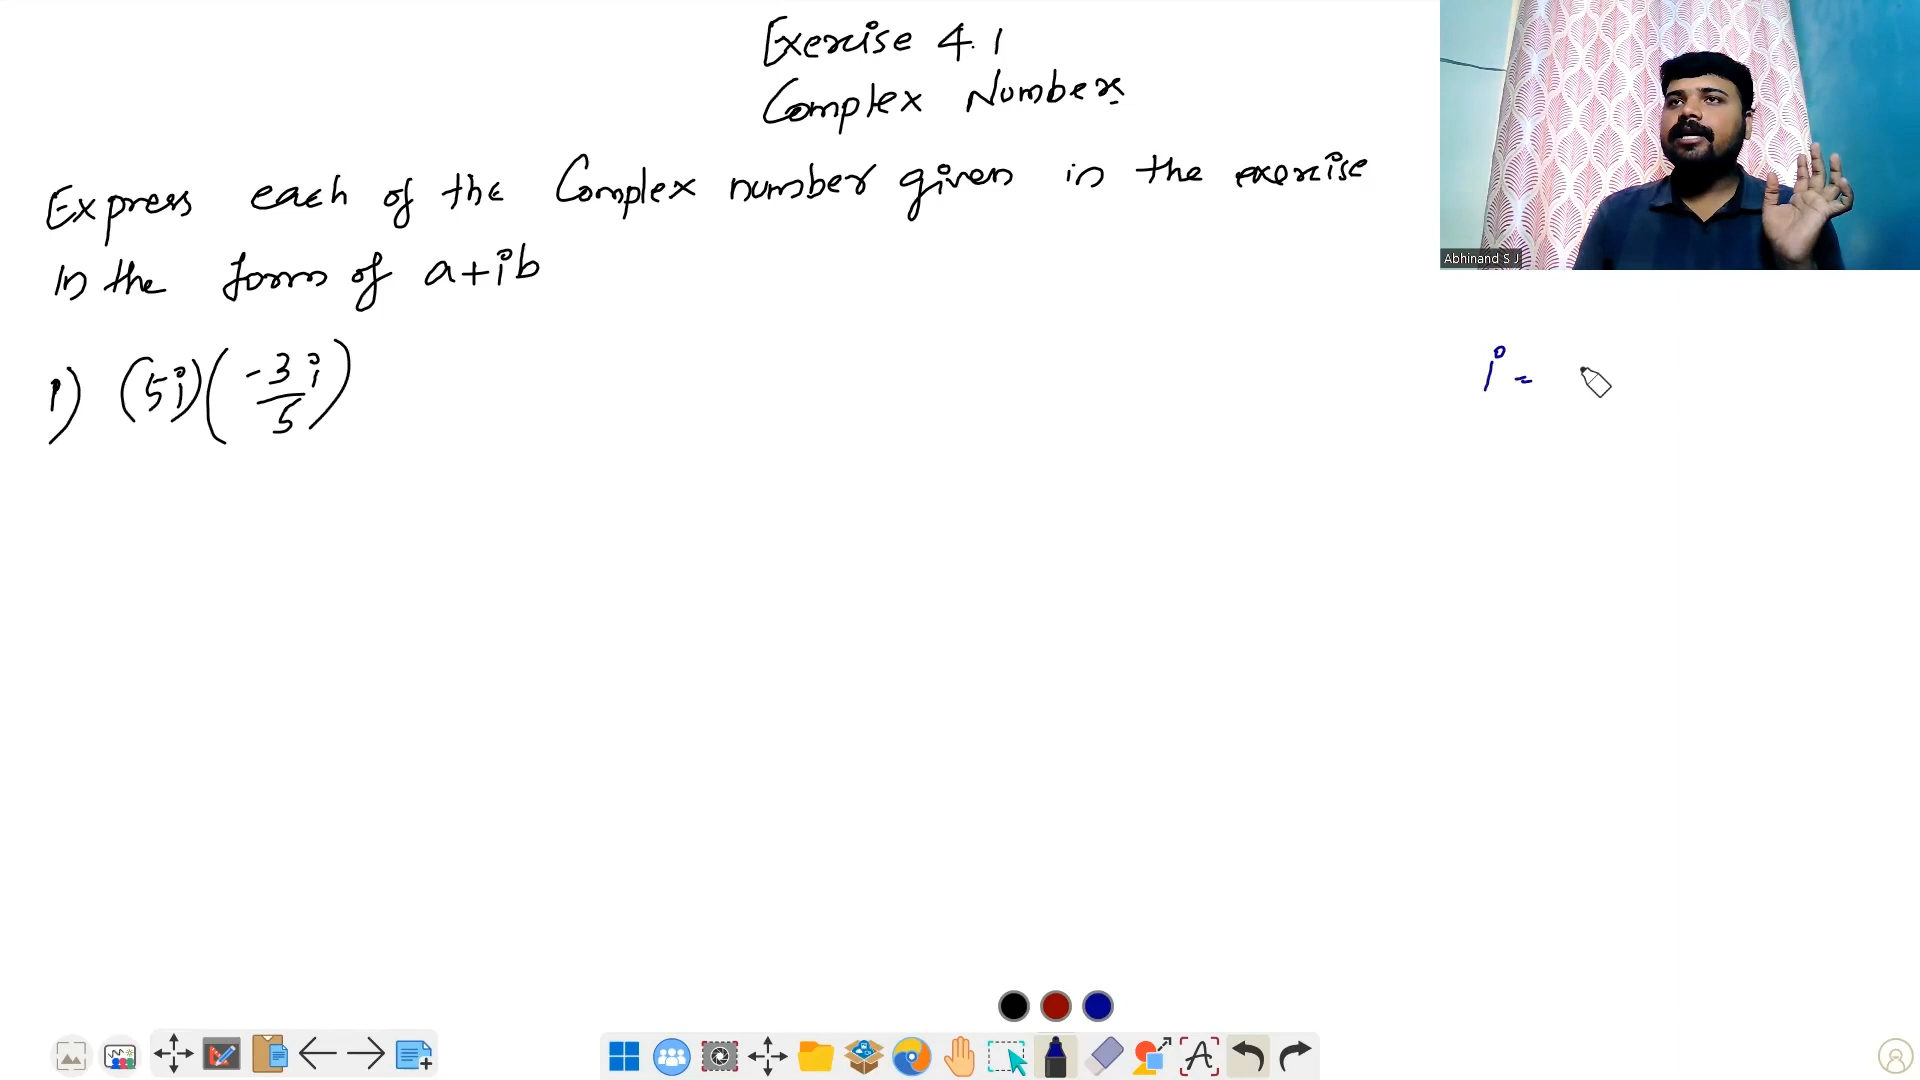 Exercise 4.1
Complex Number
Express each of the Complex number given in the exercise
In the form of a+ib
1) (5i)(-3i/5)
i =
Abhinand S J